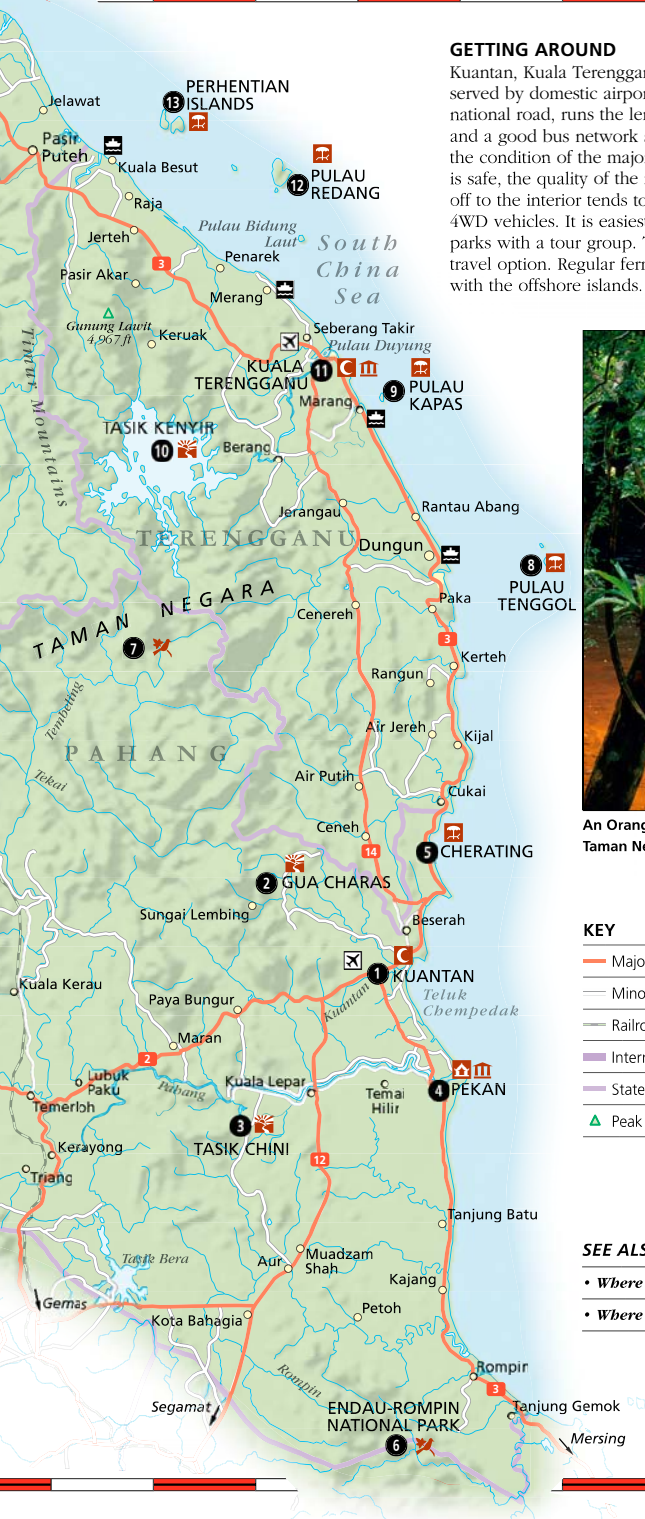 GETTING AROUND
Kuantan, Kuala Terengga
served by domestic airpor
national road, runs the len
and a good bus network
the condition of the major
is safe, the quality of the
off to the interior tends to
4WD vehicles. It is easiest
parks with a tour group.
travel option. Regular ferr
with the offshore islands.
13
PERHENTIAN
ISLANDS
Jelawat
Pasir
Puteh
Kuala Besut
12
PULAU
REDANG
Raja
Pulau Bidung
Laut
South
China
Sea
Jerteh
3
Penarek
Pasir Akar
Merang
Gunung Lawit
4,967 ft
Keruak
Seberang Takir
Pulau Duyung
Timur Mountains
KUALA
TERENGGANU
11
9
PULAU
KAPAS
Marang
TASIK KENYIR
10
Berang
Jerangau
Rantau Abang
TERENGGANU
Dungun
8
PULAU
TENGGOL
TAMAN NEGARA
7
Cenereh
Paka
3
Kerteh
Rangun
Tembeling
Air Jereh
Kijal
PAHANG
Tekai
Air Putih
Cukai
Ceneh
14
5
CHERATING
An Orang
Taman Ne
2
GUA CHARAS
Sungai Lembing
Beserah
1
KUANTAN
Kuala Kerau
Paya Bungur
Kuantan
Teluk
Chempedak
Maran
2
Lubuk
Paku
Pahang
Kuala Lepar
Temai
Hilir
4
PEKAN
Temerloh
3
TASIK CHINI
Kerayong
12
Triang
Tanjung Batu
Tasik Bera
Aur
Muadzam
Shah
Kajang
Gemas
Kota Bahagia
Petoh
Rompin
Rompin
3
Segamat
ENDAU-ROMPIN
NATIONAL PARK
6
Tanjung Gemok
Mersing
KEY
Majo
Mino
Railro
Intern
State
Peak
SEE ALS
• Where
• Where